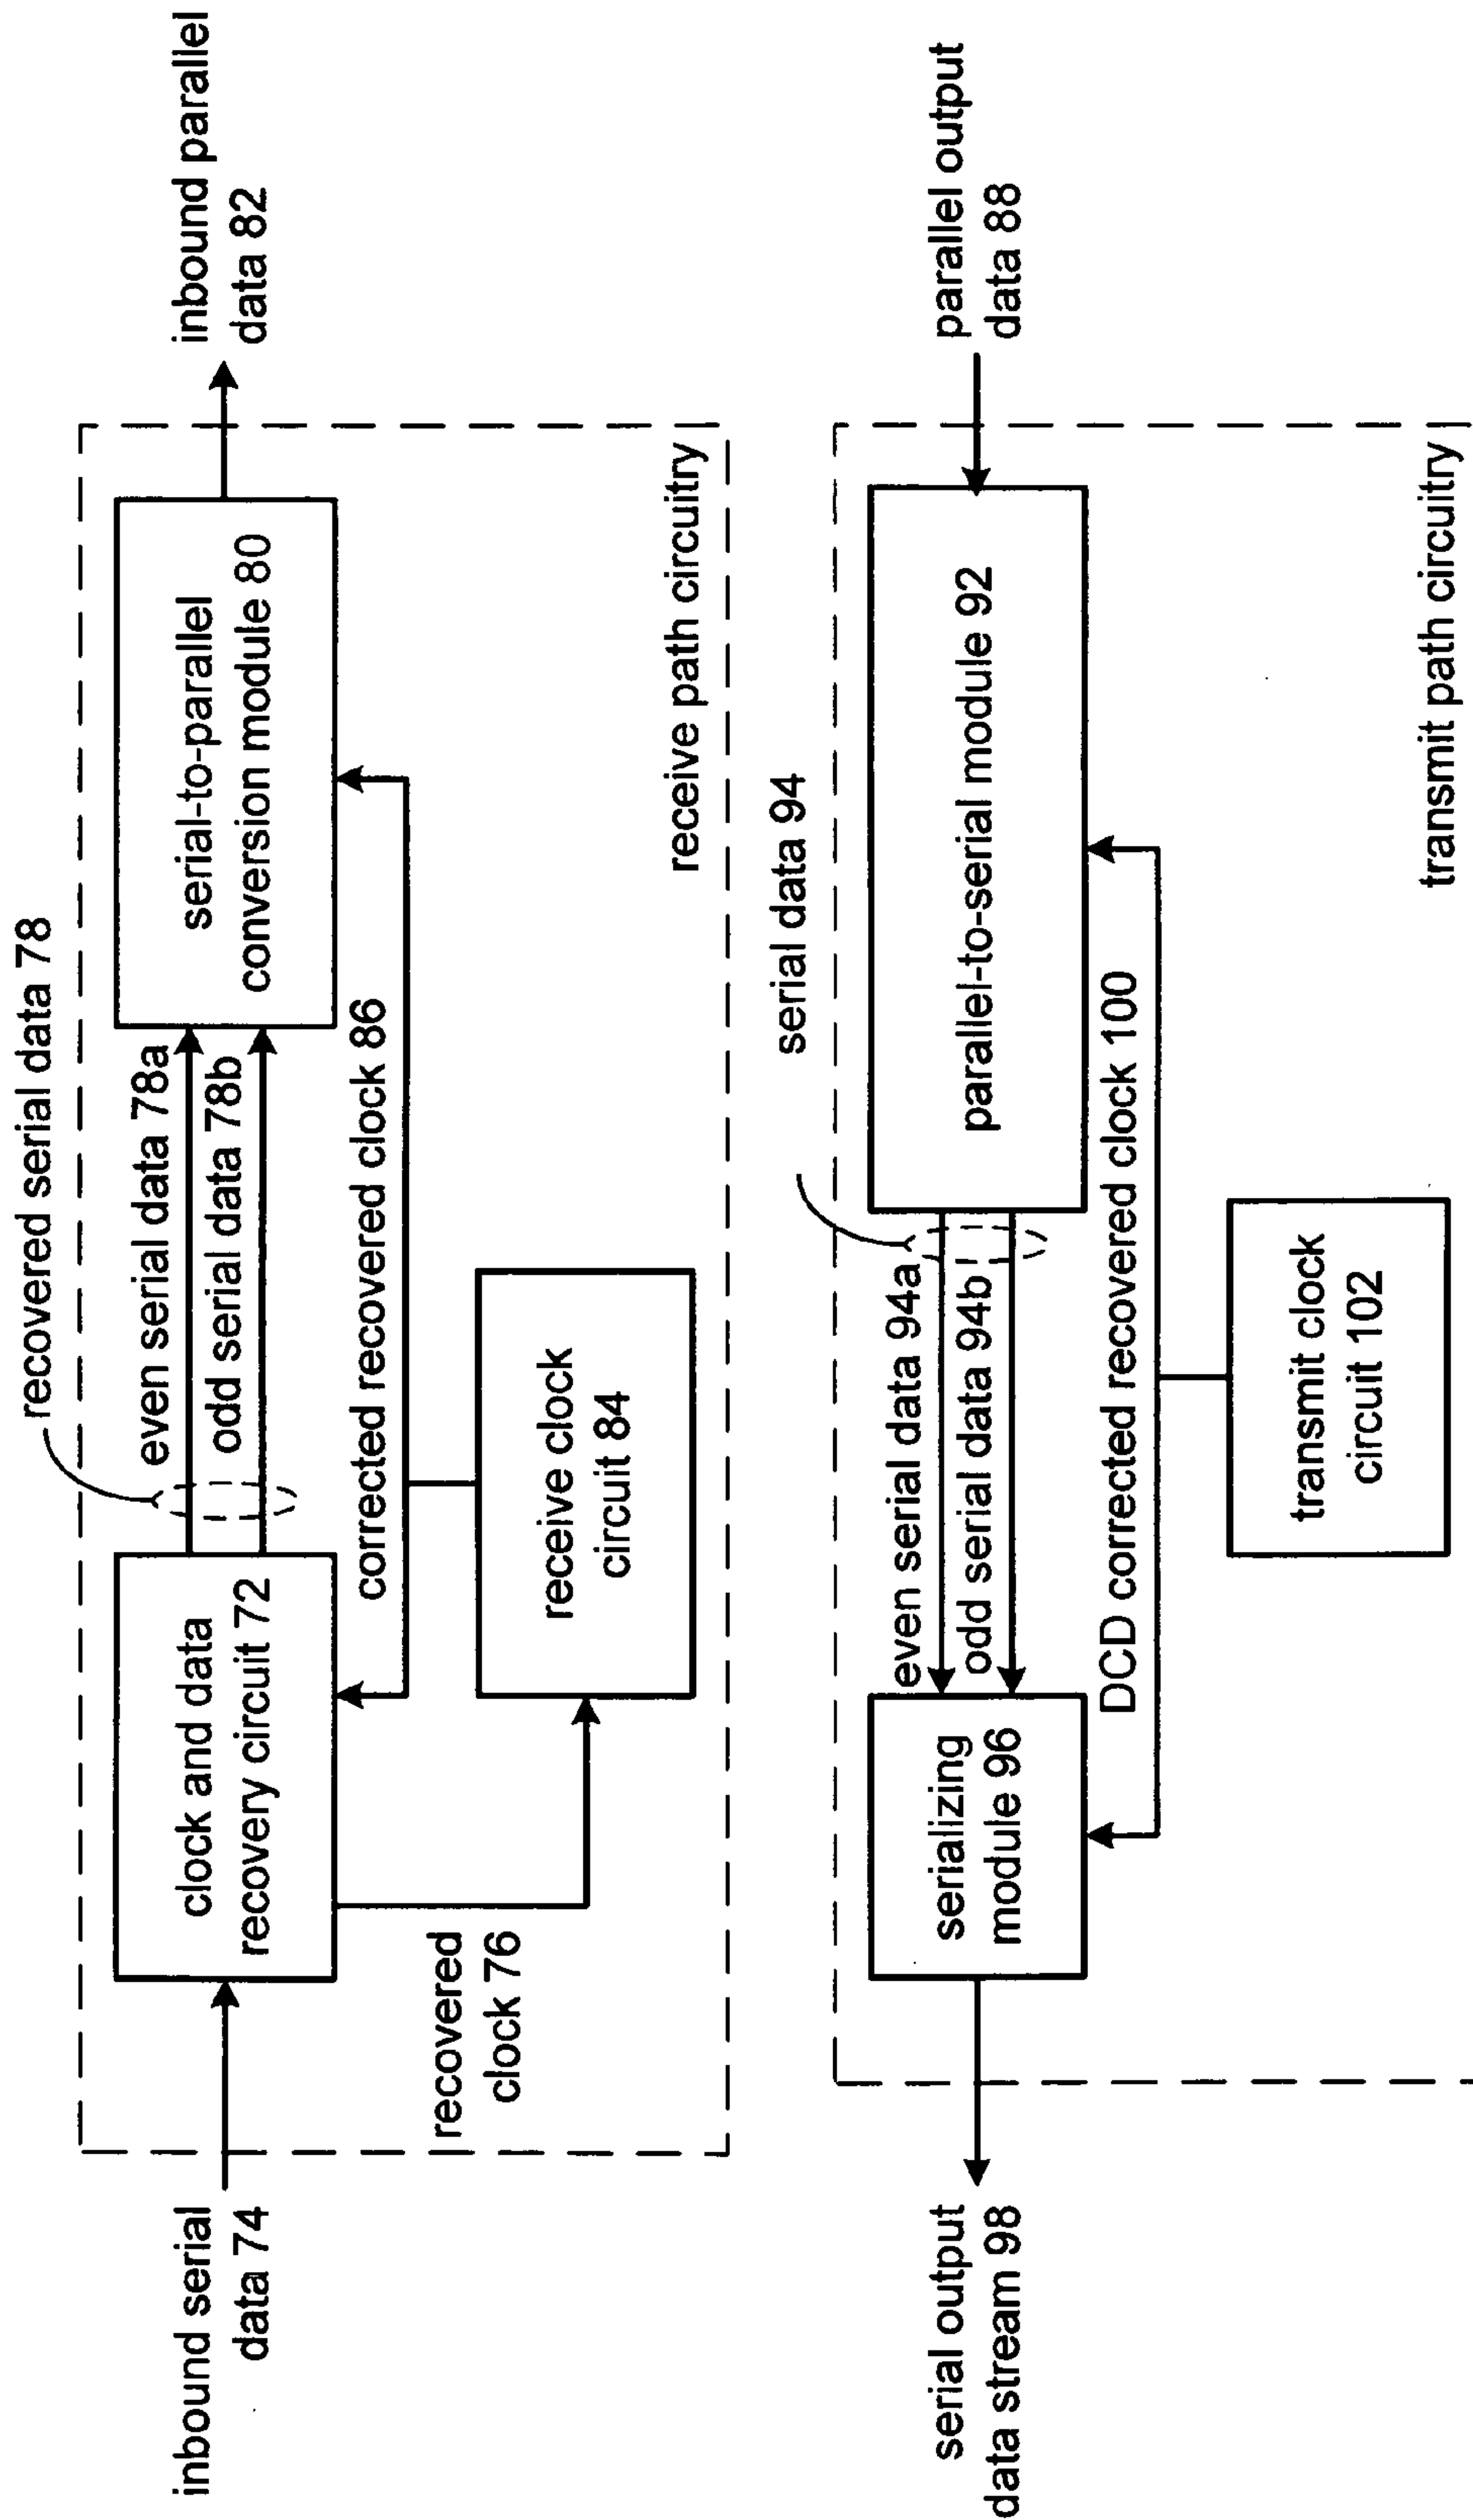 recovered serial data 78
inbound serial
data 74
clock and data
recovery circuit 72
even serial data 78a
odd serial data 78b
serial-to-parallel
conversion module 80
inbound parallel
data 82
corrected recovered clock 86
recovered
clock 76
receive clock
circuit 84
receive path circuitry
serial data 94
serial output
data stream 98
serializing
module 96
even serial data 94a
odd serial data 94b
parallel-to-serial module 92
parallel output
data 88
DCD corrected recovered clock 100
transmit clock
circuit 102
transmit path circuitry